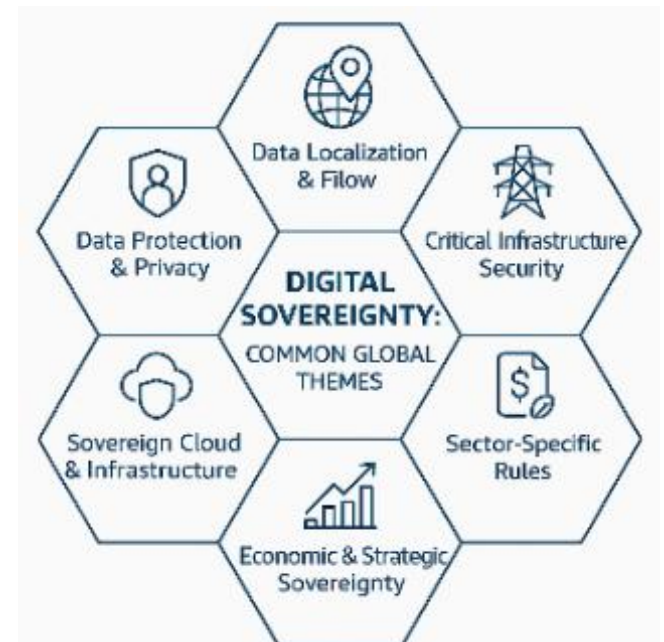 Data Localization
& Filow
Data Protection
& Privacy
Critical Infrastructure
Security
DIGITAL
SOVEREIGNTY:
COMMON GLOBAL
THEMES
$
Sovereign Cloud
& Infrastructure
Sector-Specific
Rules
Economic & Strategic
Sovereignty